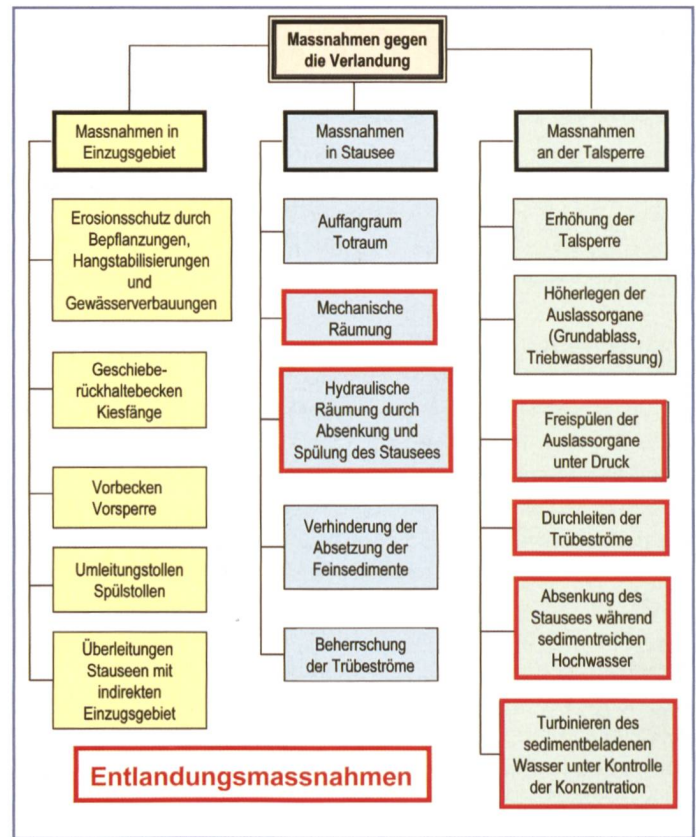 Massnahmen gegen
die Verlandung
Massnahmen in
Einzugsgebiet
Erosionsschutz durch
Bepflanzungen,
Hangstabilisierungen
und
Gewässerverbauungen
Geschiebe-
rückhaltebecken
Kiesfänge
Vorbecken
Vorsperre
Umleitungstollen
Spülstollen
Überleitungen
Stauseen mit
indirekten
Einzugsgebiet
Massnahmen
in Stausee
Auffangraum
Totraum
Mechanische
Räumung
Hydraulische
Räumung durch
Absenkung und
Spülung des Stausees
Verhinderung der
Absetzung der
Feinsedimente
Beherrschung
der Trübeströme
Massnahmen
an der Talsperre
Erhöhung der
Talsperre
Höherlegen der
Auslassorgane
(Grundablass,
Triebwasserfassung)
Freispülen der
Auslassorgane
unter Druck
Durchleiten der
Trübeströme
Absenkung des
Stausees während
sedimentreichen
Hochwasser
Turbinieren des
sedimentbeladenen
Wasser unter Kontrolle
der Konzentration
Entlandungsmassnahmen